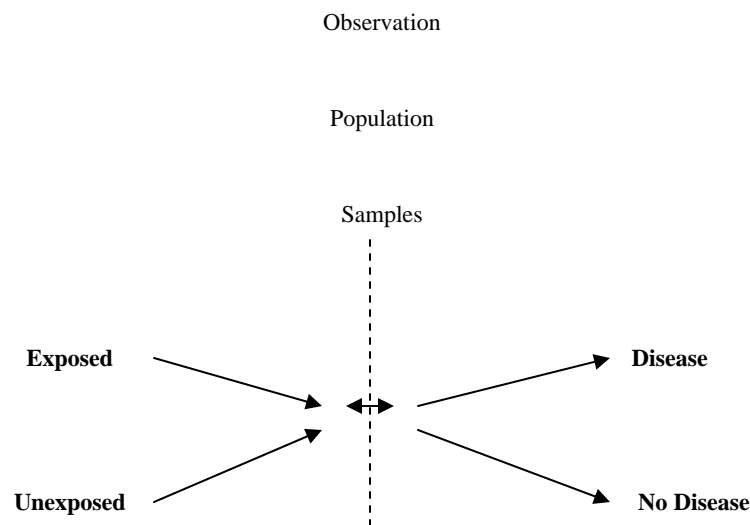 Observation
Population
Samples
Exposed
Disease
Unexposed
No Disease